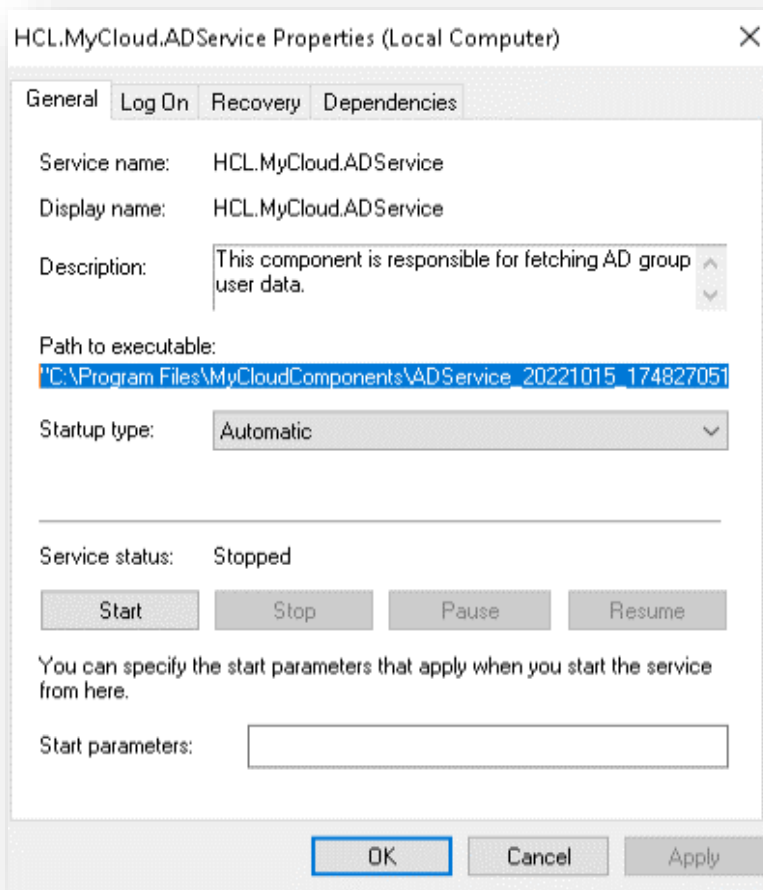 HCL.MyCloud.ADService Properties (Local Computer)
General Log On Recovery Dependencies
Service name: HCL.MyCloud.ADService
Display name: HCL.MyCloud.ADService
Description: This component is responsible for fetching AD group
user data.
Path to executable:
"C:\Program Files\MyCloudComponents\ADService_20221015_174827051
Startup type: Automatic
Service status: Stopped
Start Stop Pause Resume
You can specify the start parameters that apply when you start the service
from here.
Start parameters:
OK Cancel Apply